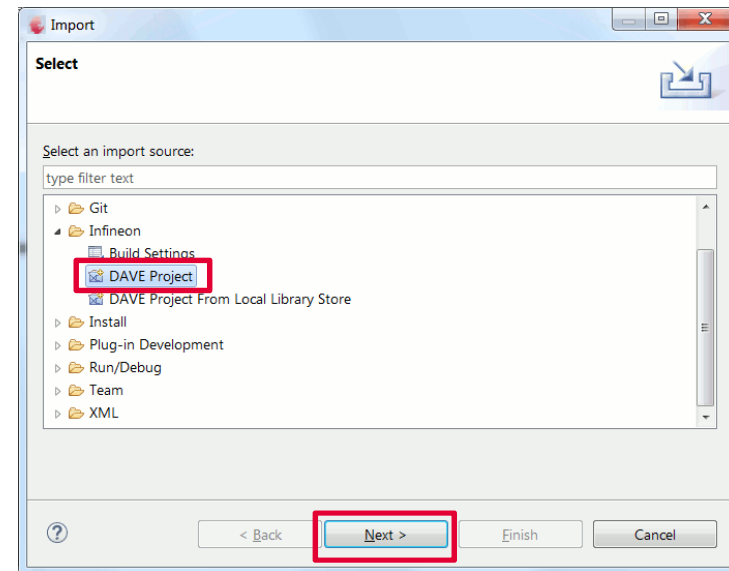 Import
Select
Select an import source:
type filter text
Git
Infineon
Build Settings
DAVE Project
DAVE Project From Local Library Store
Install
Plug-in Development
Run/Debug
Team
XML
< Back Next > Finish Cancel